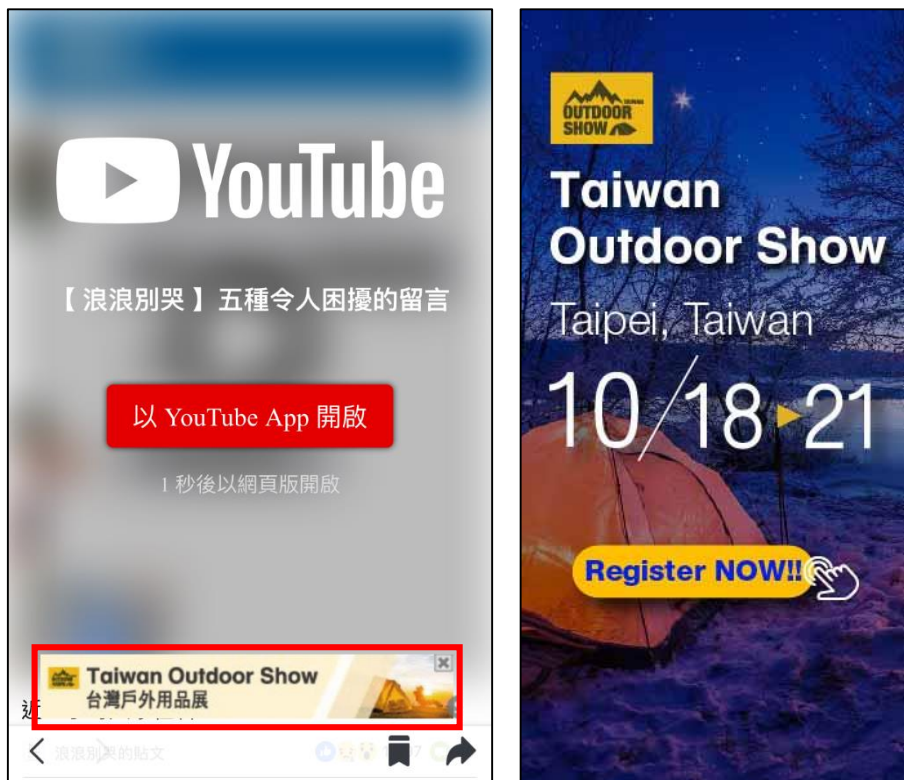 YouTube
【 浪浪別哭 】五種令人困擾的留言
以 YouTube App 開啟
1 秒後以網頁版開啟
Taiwan Outdoor Show
台灣戶外用品展
近
浪浪別哭的貼文
OUTDOOR
SHOW
Taiwan
Outdoor Show
Taipei, Taiwan
10/18▸21
Register NOW!!